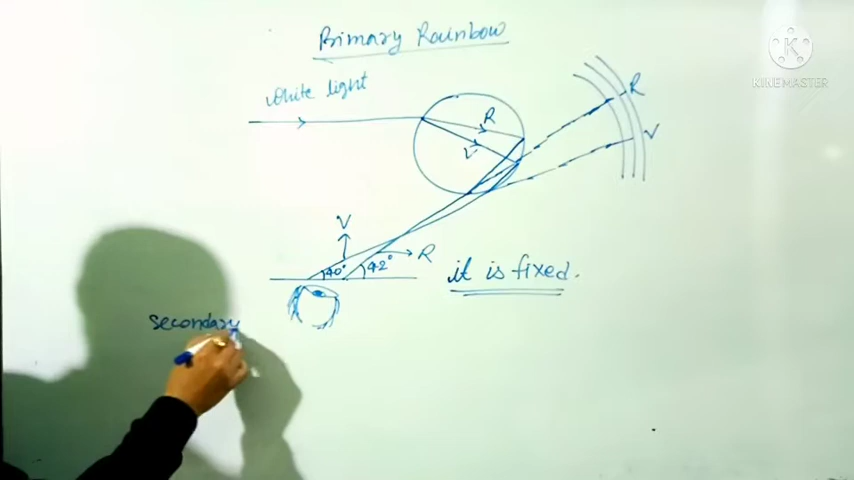 Primary Rainbow
white light
R
V
R
V
V
40°
42°
R
it is fixed.
secondary
K
KINEMASTER